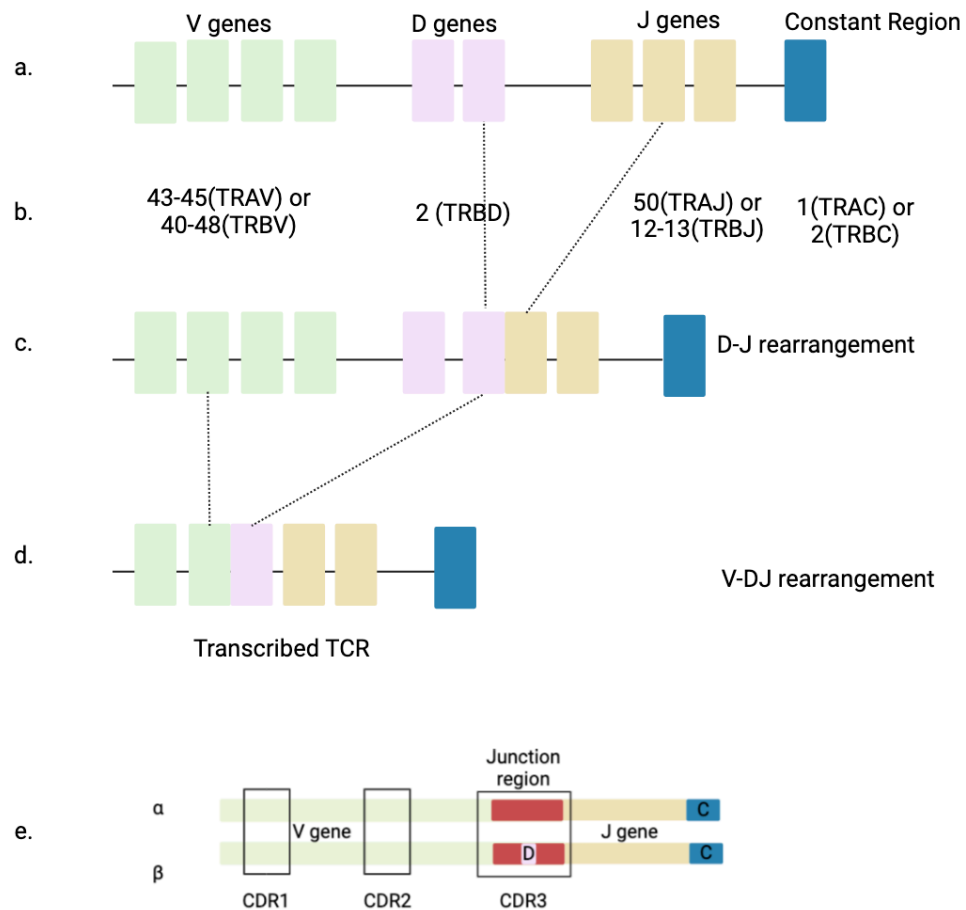 V genes
D genes
J genes
Constant Region
a.
b.
43-45(TRAV) or
40-48(TRBV)
2 (TRBD)
50(TRAJ) or
12-13(TRBJ)
1(TRAC) or
2(TRBC)
c.
D-J rearrangement
d.
V-DJ rearrangement
Transcribed TCR
Junction
region
e.
α
C
V gene
J gene
β
D
C
CDR1
CDR2
CDR3